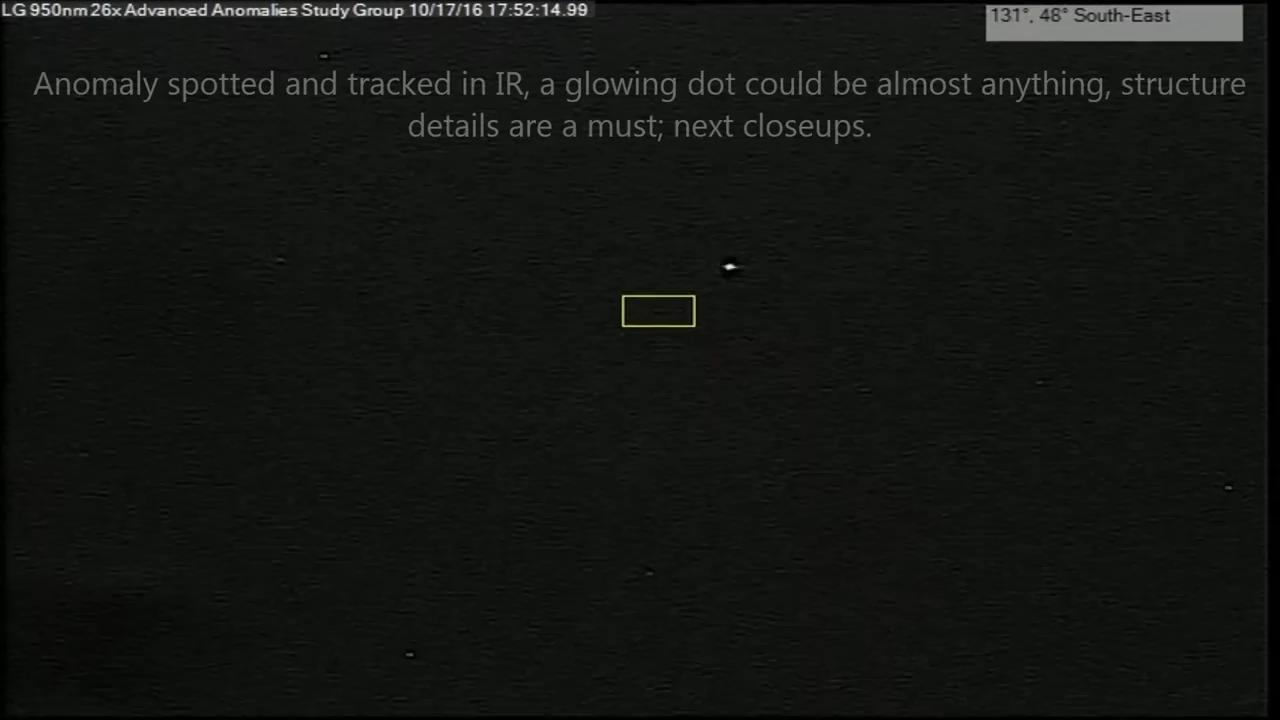 LG 950nm 26x Advanced Anomalies Study Group 10/17/16 17:52:14.99
131°, 48° South-East
Anomaly spotted and tracked in IR, a glowing dot could be almost anything, structure
details are a must; next closeups.